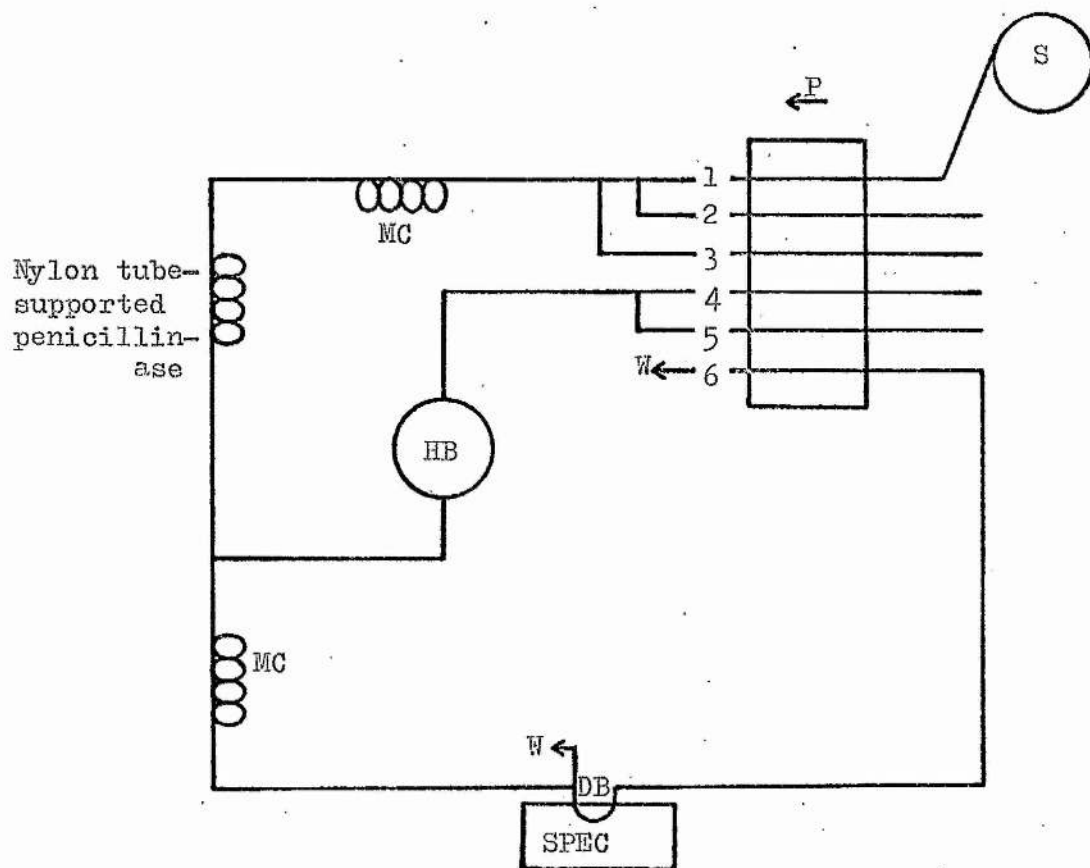 S
P
1
2
3
4
5
W
6
MC
Nylon tube-
supported
penicillin-
ase
HB
MC
W
DB
SPEC